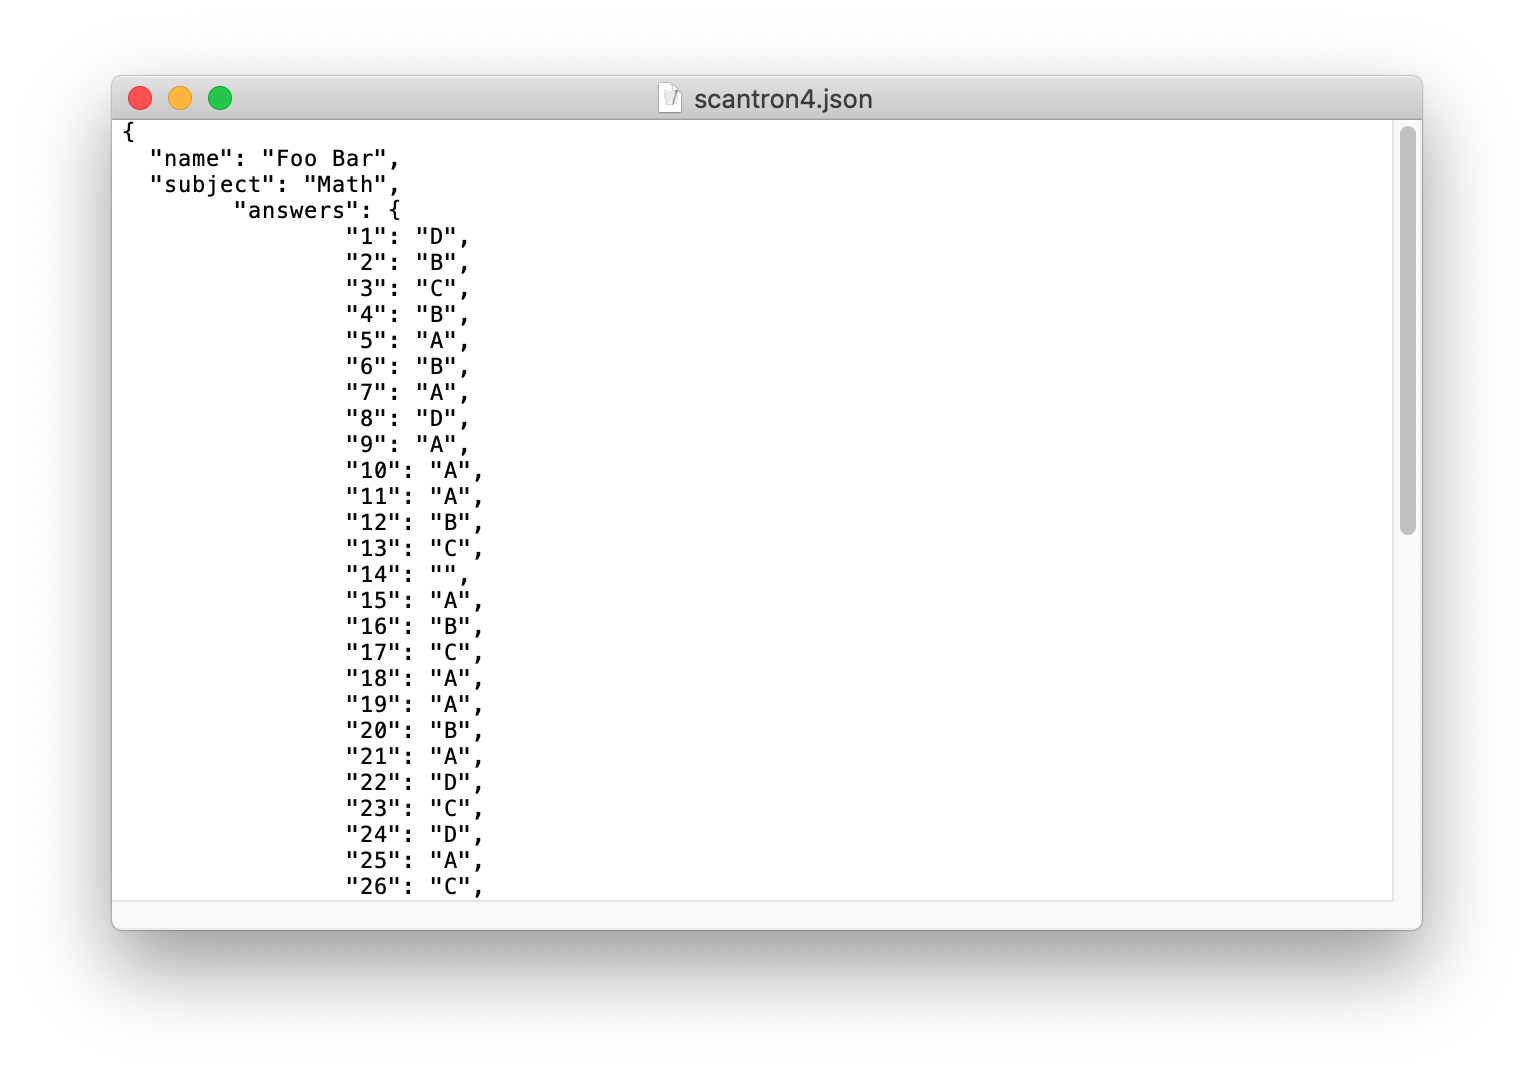 scantron4.json
{
  "name": "Foo Bar",
  "subject": "Math",
        "answers": {
                "1": "D",
                "2": "B",
                "3": "C",
                "4": "B",
                "5": "A",
                "6": "B",
                "7": "A",
                "8": "D",
                "9": "A",
                "10": "A",
                "11": "A",
                "12": "B",
                "13": "C",
                "14": "",
                "15": "A",
                "16": "B",
                "17": "C",
                "18": "A",
                "19": "A",
                "20": "B",
                "21": "A",
                "22": "D",
                "23": "C",
                "24": "D",
                "25": "A",
                "26": "C",